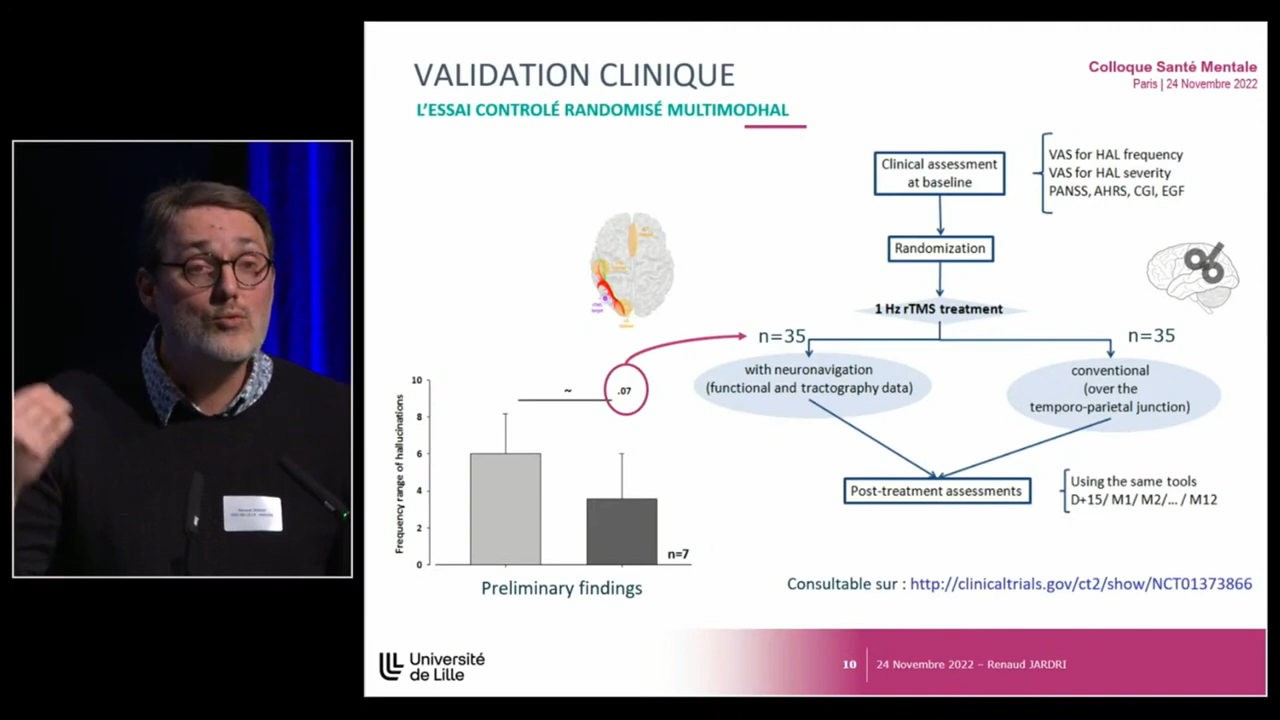 VALIDATION CLINIQUE
L'ESSAI CONTROLÉ RANDOMISÉ MULTIMODHAL
Colloque Santé Mentale
Paris | 24 Novembre 2022
Clinical assessment
at baseline
VAS for HAL frequency
VAS for HAL severity
PANSS, AHRS, CGI, EGF
Randomization
1 Hz rTMS treatment
n=35
n=35
with neuronavigation
(functional and tractography data)
conventional
(over the
temporo-parietal junction)
Post-treatment assessments
Using the same tools
D+15/ M1/ M2/... / M12
Frequency range of hallucinations
10
8
6
4
2
0
~
.07
n=7
Preliminary findings
Consultable sur : http://clinicaltrials.gov/ct2/show/NCT01373866
Université
de Lille
10
24 Novembre 2022 – Renaud JARDRI